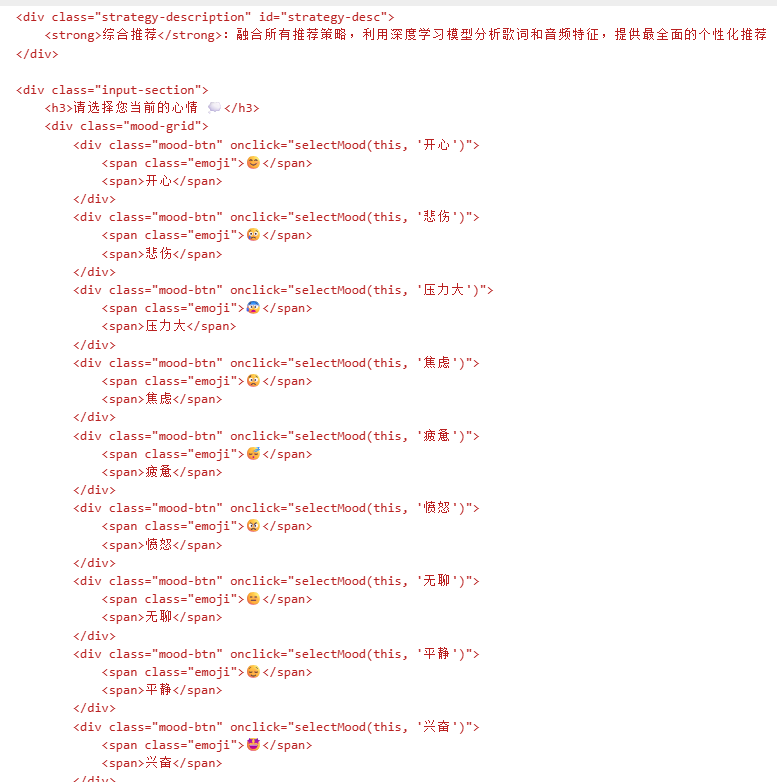 <div class="strategy-description" id="strategy-desc">
<strong>综合推荐</strong>: 融合所有推荐策略，利用深度学习模型分析歌词和音频特征，提供最全面的个性化推荐
</div>
<div class="input-section">
<h3>请选择您当前的心情 💭</h3>
<div class="mood-grid">
<div class="mood-btn" onclick="selectMood(this, '开心')">
<span class="emoji">😊</span>
<span>开心</span>
</div>
<div class="mood-btn" onclick="selectMood(this, '悲伤')">
<span class="emoji"></span>
<span>悲伤</span>
</div>
<div class="mood-btn" onclick="selectMood(this, '压力大')">
<span class="emoji">😰</span>
<span>压力大</span>
</div>
<div class="mood-btn" onclick="selectMood(this, '焦虑')">
<span class="emoji"></span>
<span>焦虑</span>
</div>
<div class="mood-btn" onclick="selectMood(this, '疲惫')">
<span class="emoji">😴</span>
<span>疲惫</span>
</div>
<div class="mood-btn" onclick="selectMood(this, '愤怒')">
<span class="emoji"></span>
<span>愤怒</span>
</div>
<div class="mood-btn" onclick="selectMood(this, '无聊')">
<span class="emoji"></span>
<span>无聊</span>
</div>
<div class="mood-btn" onclick="selectMood(this, '平静')">
<span class="emoji">😌</span>
<span>平静</span>
</div>
<div class="mood-btn" onclick="selectMood(this, '兴奋')">
<span class="emoji">🤩</span>
<span>兴奋</span>
</div>